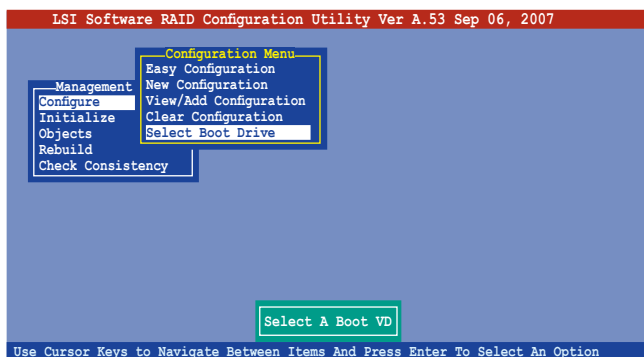 LSI Software RAID Configuration Utility Ver A.53 Sep 06, 2007
Configuration Menu
Easy Configuration
New Configuration
View/Add Configuration
Clear Configuration
Select Boot Drive
Management
Configure
Initialize
Objects
Rebuild
Check Consistency
Select A Boot VD
Use Cursor Keys to Navigate Between Items And Press Enter To Select An Option